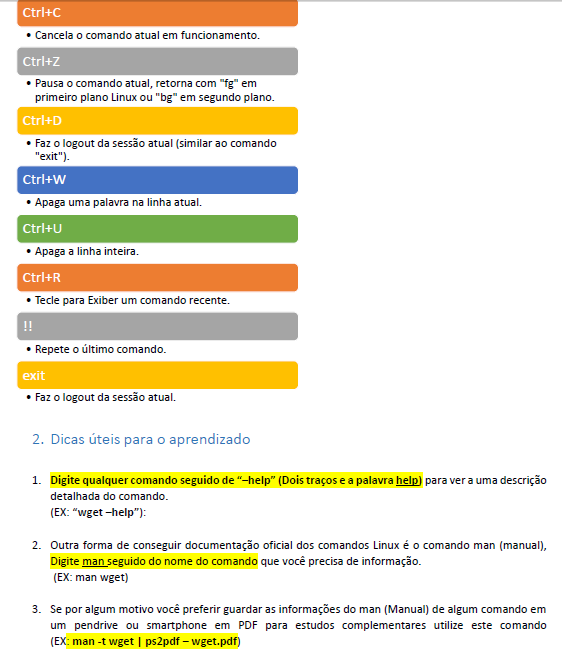 Ctrl+C
• Cancela o comando atual em funcionamento.
Ctrl+Z
• Pausa o comando atual, retorna com "fg" em
primeiro plano Linux ou "bg" em segundo plano.
Ctrl+D
• Faz o logout da sessão atual (similar ao comando
"exit").
Ctrl+W
• Apaga uma palavra na linha atual.
Ctrl+U
• Apaga a linha inteira.
Ctrl+R
• Tecle para Exiber um comando recente.
!!
• Repete o último comando.
exit
• Faz o logout da sessão atual.
2. Dicas úteis para o aprendizado
1. Digite qualquer comando seguido de “–help” (Dois traços e a palavra help) para ver a uma descrição
detalhada do comando.
(EX: “wget –help”):
2. Outra forma de conseguir documentação oficial dos comandos Linux é o comando man (manual),
Digite man seguido do nome do comando que você precisa de informação.
(EX: man wget)
3. Se por algum motivo você preferir guardar as informações do man (Manual) de algum comando em
um pendrive ou smartphone em PDF para estudos complementares utilize este comando
(EX: man -t wget | ps2pdf – wget.pdf)